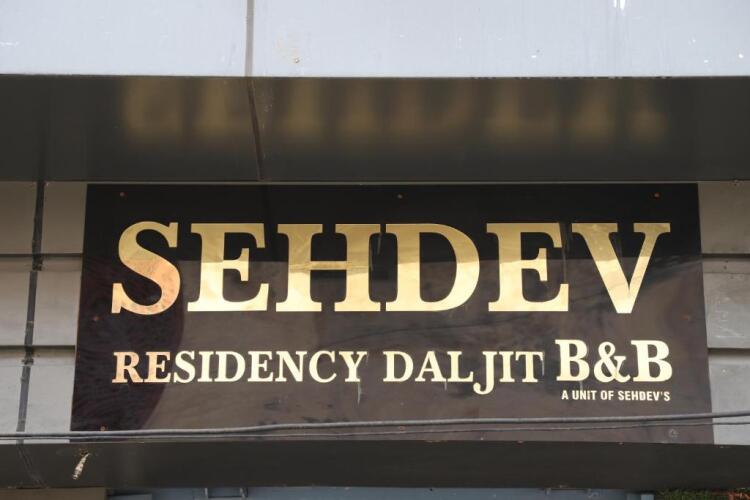 SEHDEV
RESIDENCY DALJIT B&B
A UNIT OF SEHDEV'S